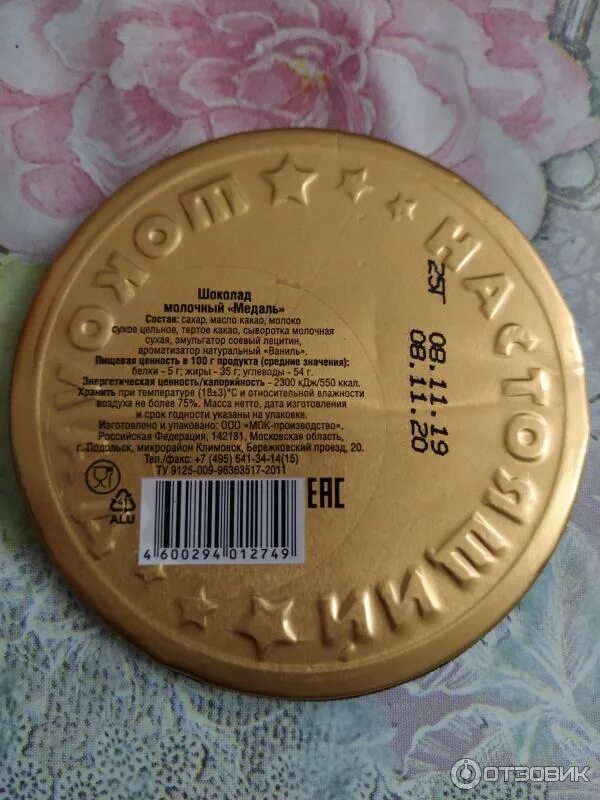 НАСТОЯЩИЙ
ШОКОЛАД
Шоколад
молочный «Медаль»
Состав: сахар, масло какао, молоко
сухое цельное, тертое какао, сыворотка молочная
сухая, эмульгатор соевый лецитин,
ароматизатор натуральный «Ваниль».
Пищевая ценность в 100 г продукта (средние значения):
белки - 5 г; жиры - 35 г; углеводы - 54 г.
Энергетическая ценность/калорийность - 2300 кДж/550 ккал.
Хранить при температуре (18±3)°С и относительной влажности
воздуха не более 75%. Масса нетто, дата изготовления
и срок годности указаны на упаковке.
Изготовлено и упаковано: ООО «МОК-производство».
Российская Федерация, 142181, Московская область,
г. Подольск, микрорайон Климовск, Бережковский проезд, 20.
Тел./факс: +7 (495) 641-34-14(15)
ТУ 9125-009-96363517-2011
41
ALU
4 600294 012749
EAC
25Г 08.11.19
08.11.20
ОТЗОВИК